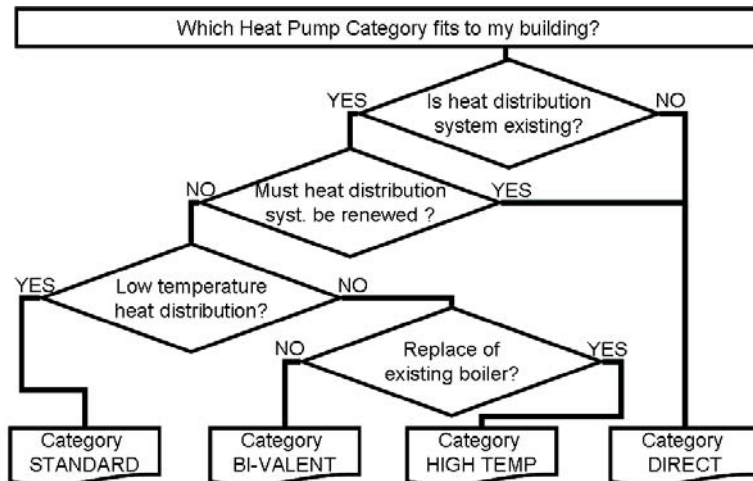 Which Heat Pump Category fits to my building?
YES
Is heat distribution
system existing?
NO
NO
Must heat distribution
syst. be renewed ?
YES
YES
Low temperature
heat distribution?
NO
NO
Replace of
existing boiler?
YES
Category
STANDARD
Category
BI-VALENT
Category
HIGH TEMP
Category
DIRECT